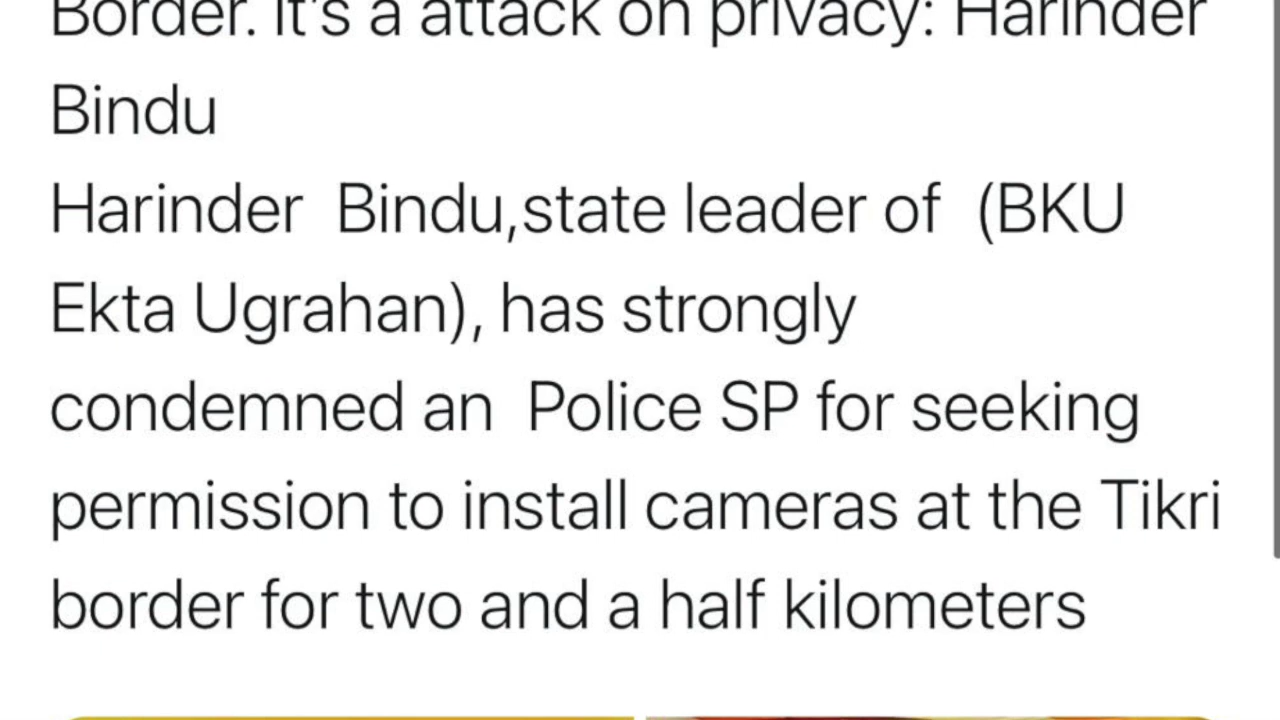 Border. It's a attack on privacy: Harinder
Bindu
Harinder  Bindu,state leader of  (BKU
Ekta Ugrahan), has strongly
condemned an  Police SP for seeking
permission to install cameras at the Tikri
border for two and a half kilometers